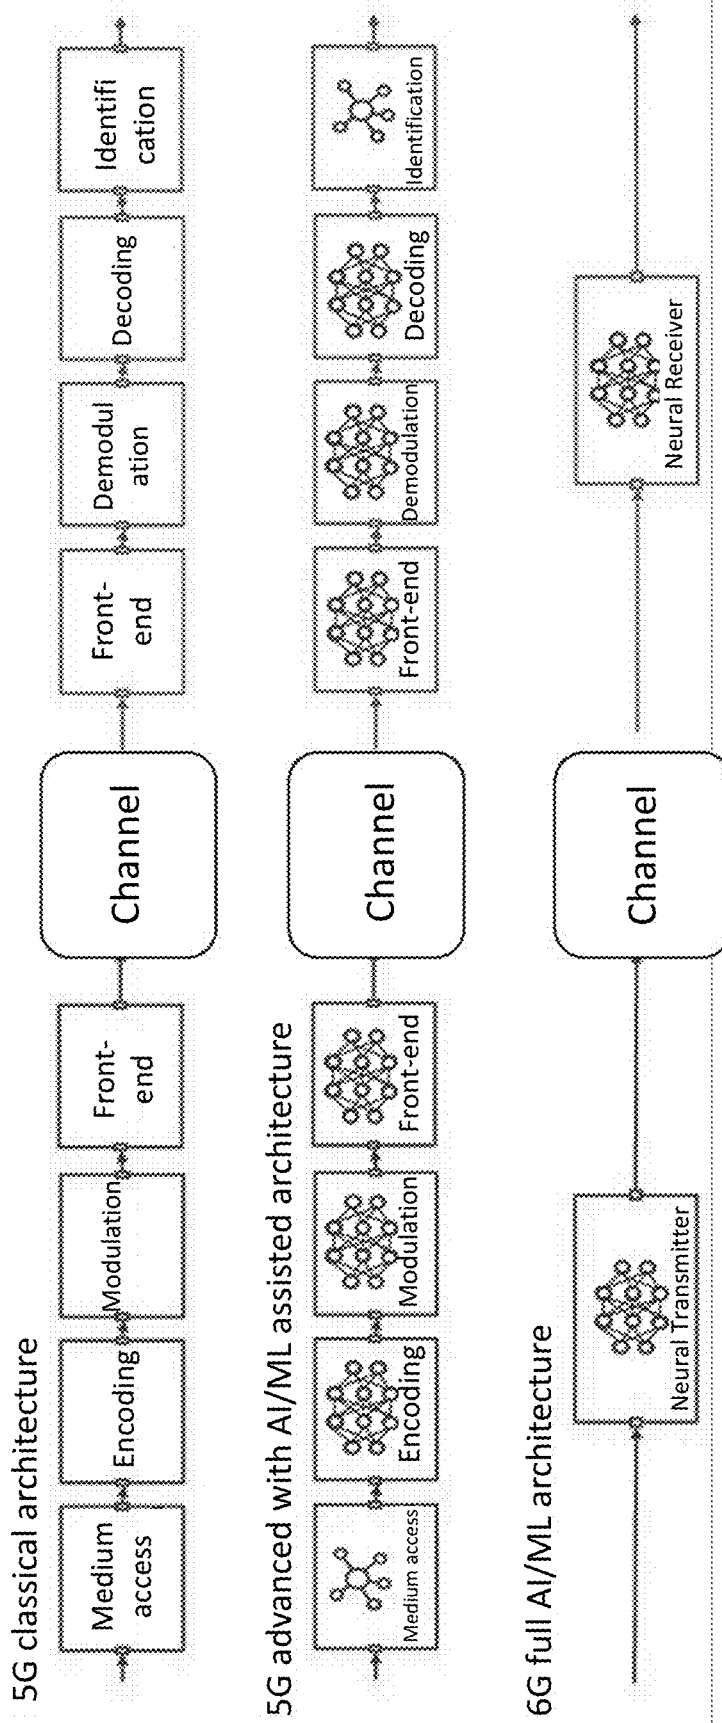 5G classical architecture
Medium
access
Encoding
Modulation
Front-
end
Channel
Front-
end
Demodul
ation
Decoding
Identifi
cation
5G advanced with AI/ML assisted architecture
Medium access
Encoding
Modulation
Front-end
Channel
Front-end
Demodulation
Decoding
Identification
6G full AI/ML architecture
Neural Transmitter
Channel
Neural Receiver